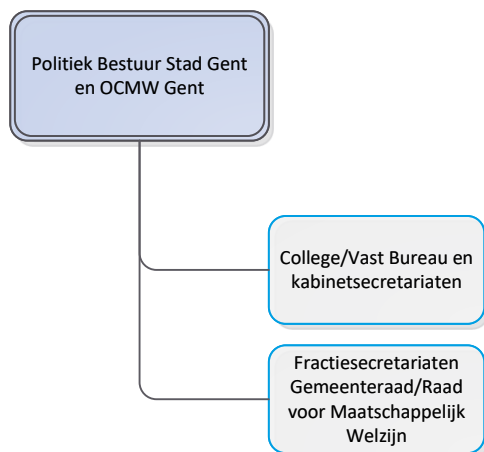 Politiek Bestuur Stad Gent
en OCMW Gent
College/Vast Bureau en
kabinetsecretariaten
Fractiesecretariaten
Gemeenteraad/Raad
voor Maatschappelijk
Welzijn